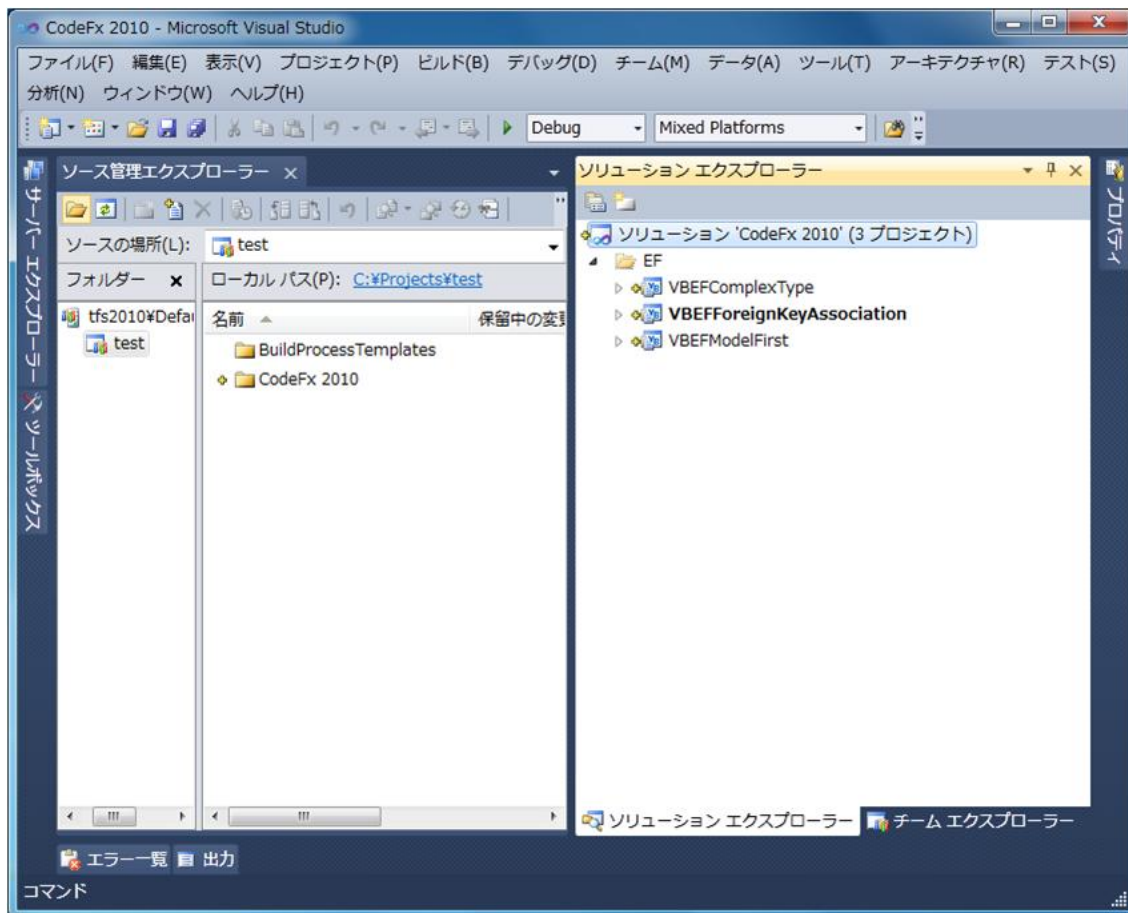 CodeFx 2010 - Microsoft Visual Studio
ファイル(F) 編集(E) 表示(V) プロジェクト(P) ビルド(B) デバッグ(D) チーム(M) データ(A) ツール(T) アーキテクチャ(R) テスト(S)
分析(N) ウィンドウ(W) ヘルプ(H)
Debug Mixed Platforms
サーバー エクスプローラー
ツールボックス
ソース管理エクスプローラー
ソースの場所(L): test
フォルダー
ローカル パス(P): C:¥Projects¥test
tfs2010¥Defau
test
名前 保留中の変更
BuildProcessTemplates
CodeFx 2010
ソリューション エクスプローラー
ソリューション 'CodeFx 2010' (3 プロジェクト)
EF
VBEFComplexType
VBEFForeignKeyAssociation
VBEFModelFirst
プロパティ
ソリューション エクスプローラー チーム エクスプローラー
エラー一覧 出力
コマンド